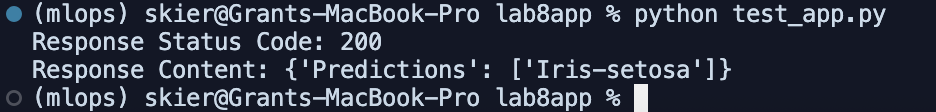 (mlops) skier@Grants-MacBook-Pro lab8app % python test_app.py
Response Status Code: 200
Response Content: {'Predictions': ['Iris-setosa']}
(mlops) skier@Grants-MacBook-Pro lab8app %